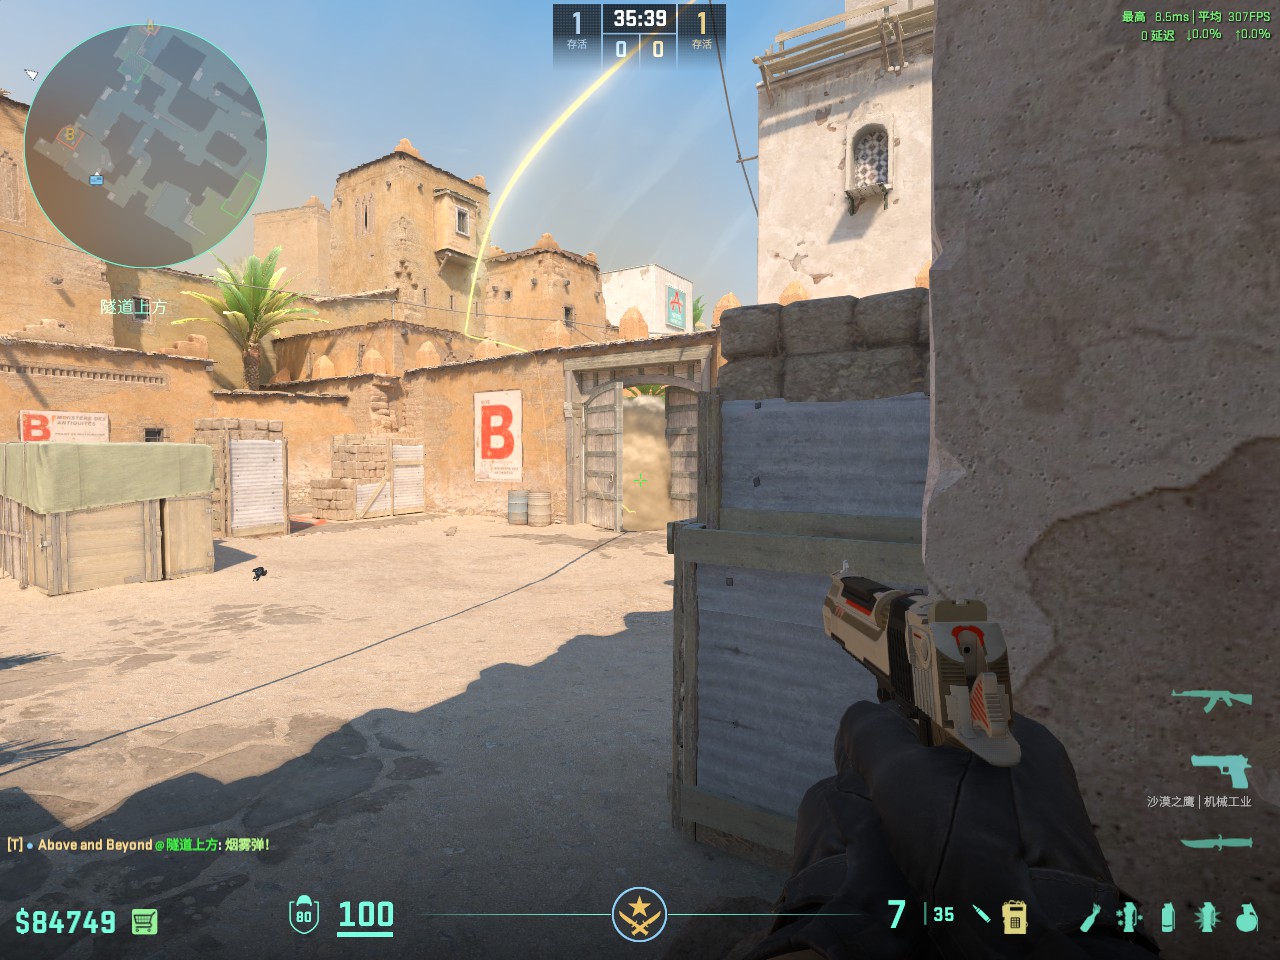 1
存活
35:39
0 0
1
存活
最高 8.5ms | 平均 307FPS
0 延迟 ↓0.0% ↑0.0%
B
隧道上方
A
B
B
沙漠之鹰 | 机械工业
[T] • Above and Beyond @隧道上方: 烟雾弹!
$84749
80
100
7 | 35